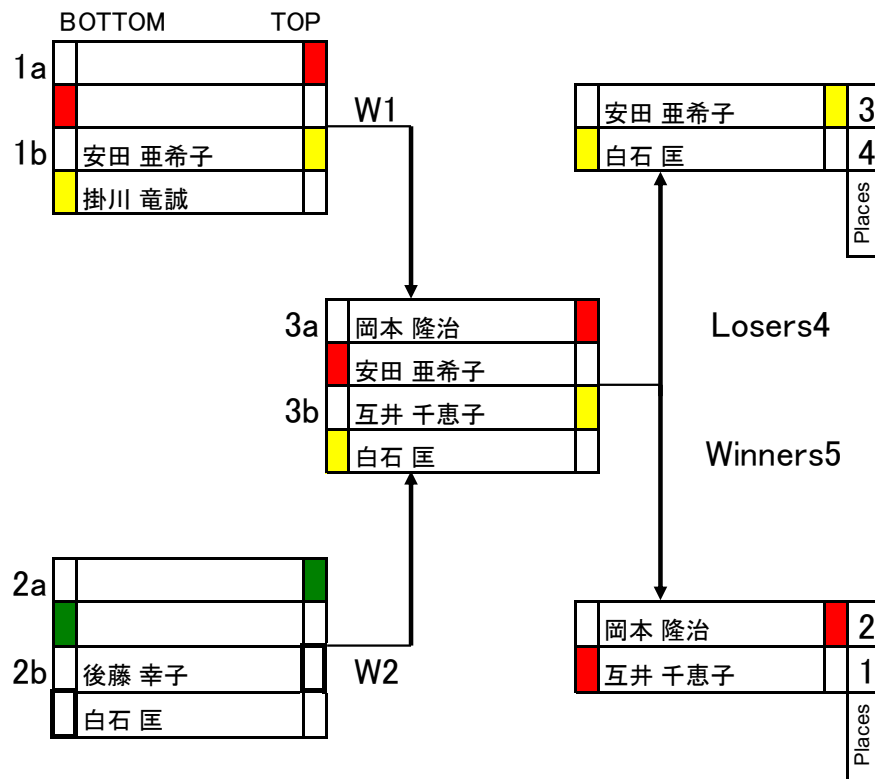 BOTTOM TOP
1a
W1
1b 安田 亜希子
掛川 竜誠
安田 亜希子 3
白石 匡 4
Places
3a 岡本 隆治
安田 亜希子
3b 互井 千恵子
白石 匡
Losers4
Winners5
2a
2b 後藤 幸子
白石 匡
W2
岡本 隆治 2
互井 千恵子 1
Places